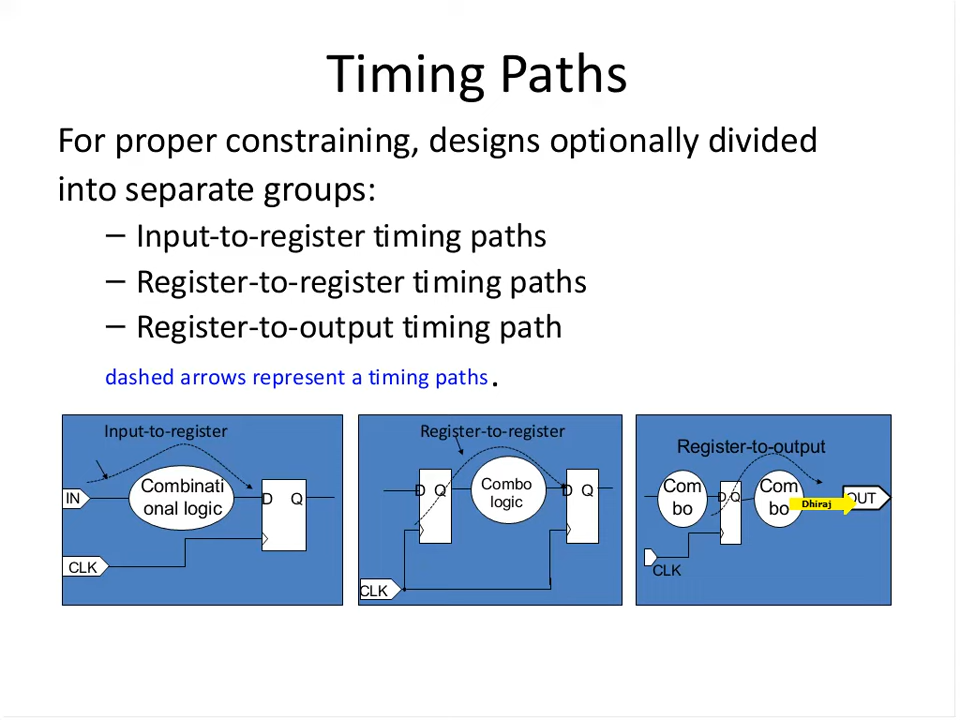 Timing Paths
For proper constraining, designs optionally divided
into separate groups:
– Input-to-register timing paths
– Register-to-register timing paths
– Register-to-output timing path
dashed arrows represent a timing paths.
Input-to-register
IN
Combinati
onal logic
D Q
CLK
Register-to-register
D Q
Combo
logic
D Q
CLK
Register-to-output
Com
bo
D Q
Com
bo
Dhiraj
OUT
CLK